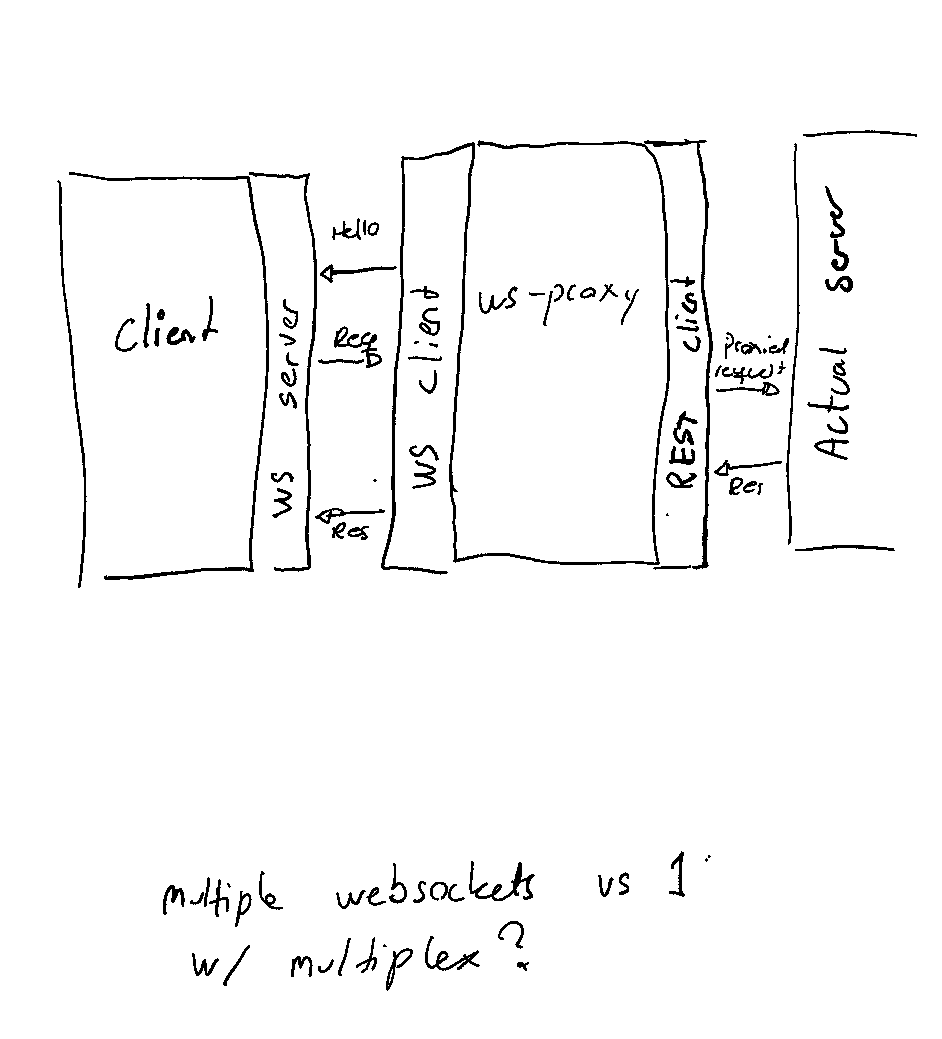 Client
WS server
Hello
Req
Res
WS client
ws-proxy
REST client
Proxied
request
Res
Actual server
multiple websockets vs 1
w/ multiplex?